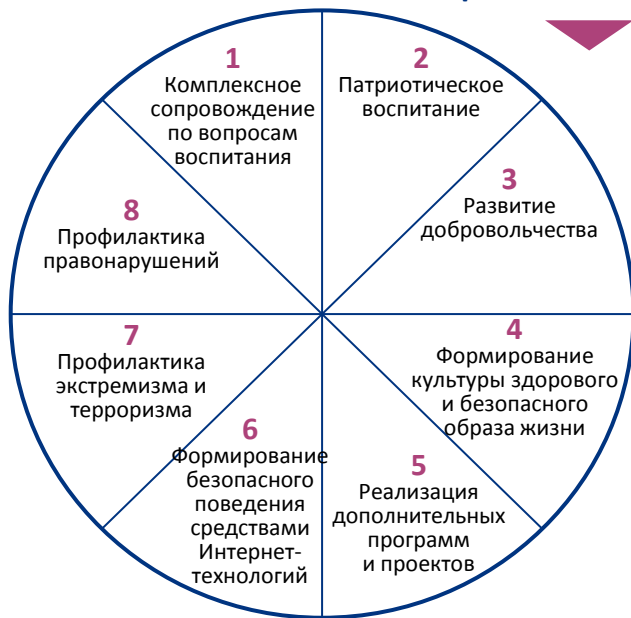 1
Комплексное
сопровождение
по вопросам
воспитания
2
Патриотическое
воспитание
3
Развитие
добровольчества
4
Формирование
культуры здорового
и безопасного
образа жизни
5
Реализация
дополнительных
программ
и проектов
6
Формирование
безопасного
поведения
средствами
Интернет-
технологий
7
Профилактика
экстремизма и
терроризма
8
Профилактика
правонарушений